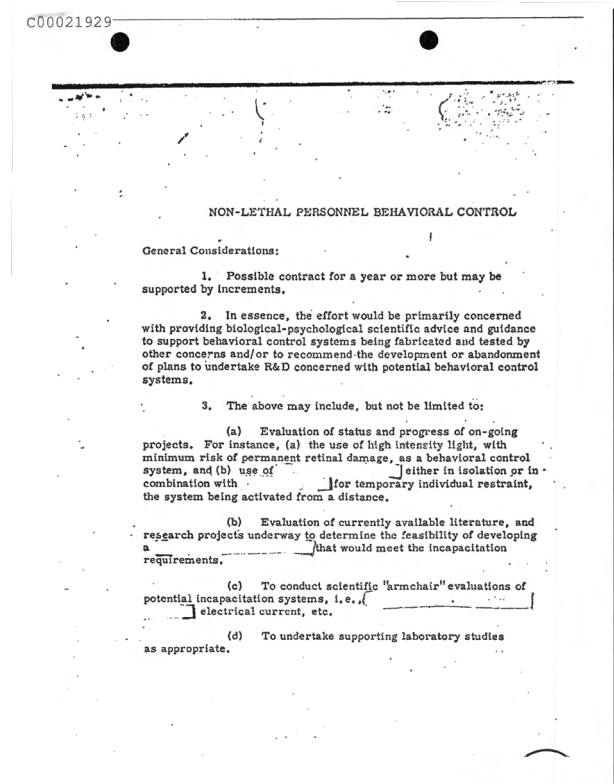 C00021929
NON-LETHAL PERSONNEL BEHAVIORAL CONTROL
General Considerations:
1. Possible contract for a year or more but may be
supported by increments.
2. In essence, the effort would be primarily concerned
with providing biological-psychological scientific advice and guidance
to support behavioral control systems being fabricated and tested by
other concerns and/or to recommend the development or abandonment
of plans to undertake R&D concerned with potential behavioral control
systems.
3. The above may include, but not be limited to:
(a) Evaluation of status and progress of on-going
projects. For instance, (a) the use of high intensity light, with
minimum risk of permanent retinal damage, as a behavioral control
system, and (b) use of ] either in isolation or in
combination with ] for temporary individual restraint,
the system being activated from a distance.
(b) Evaluation of currently available literature, and
research projects underway to determine the feasibility of developing
a ] that would meet the incapacitation
requirements.
(c) To conduct scientific "armchair" evaluations of
potential incapacitation systems, i.e., [
] electrical current, etc.
(d) To undertake supporting laboratory studies
as appropriate.